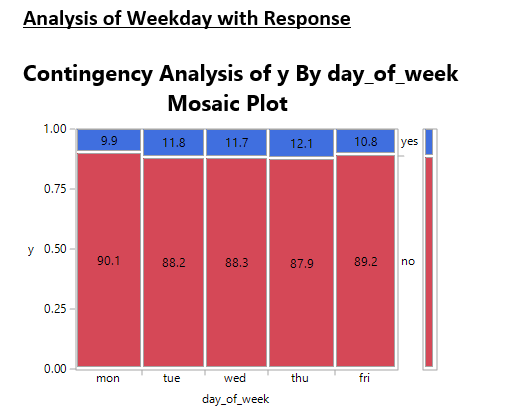 Analysis of Weekday with Response
Contingency Analysis of y By day_of_week
Mosaic Plot
1.00
9.9 11.8 11.7 12.1 10.8 yes
0.75
y 0.50
90.1 88.2 88.3 87.9 89.2 no
0.25
0.00
mon tue wed thu fri
day_of_week